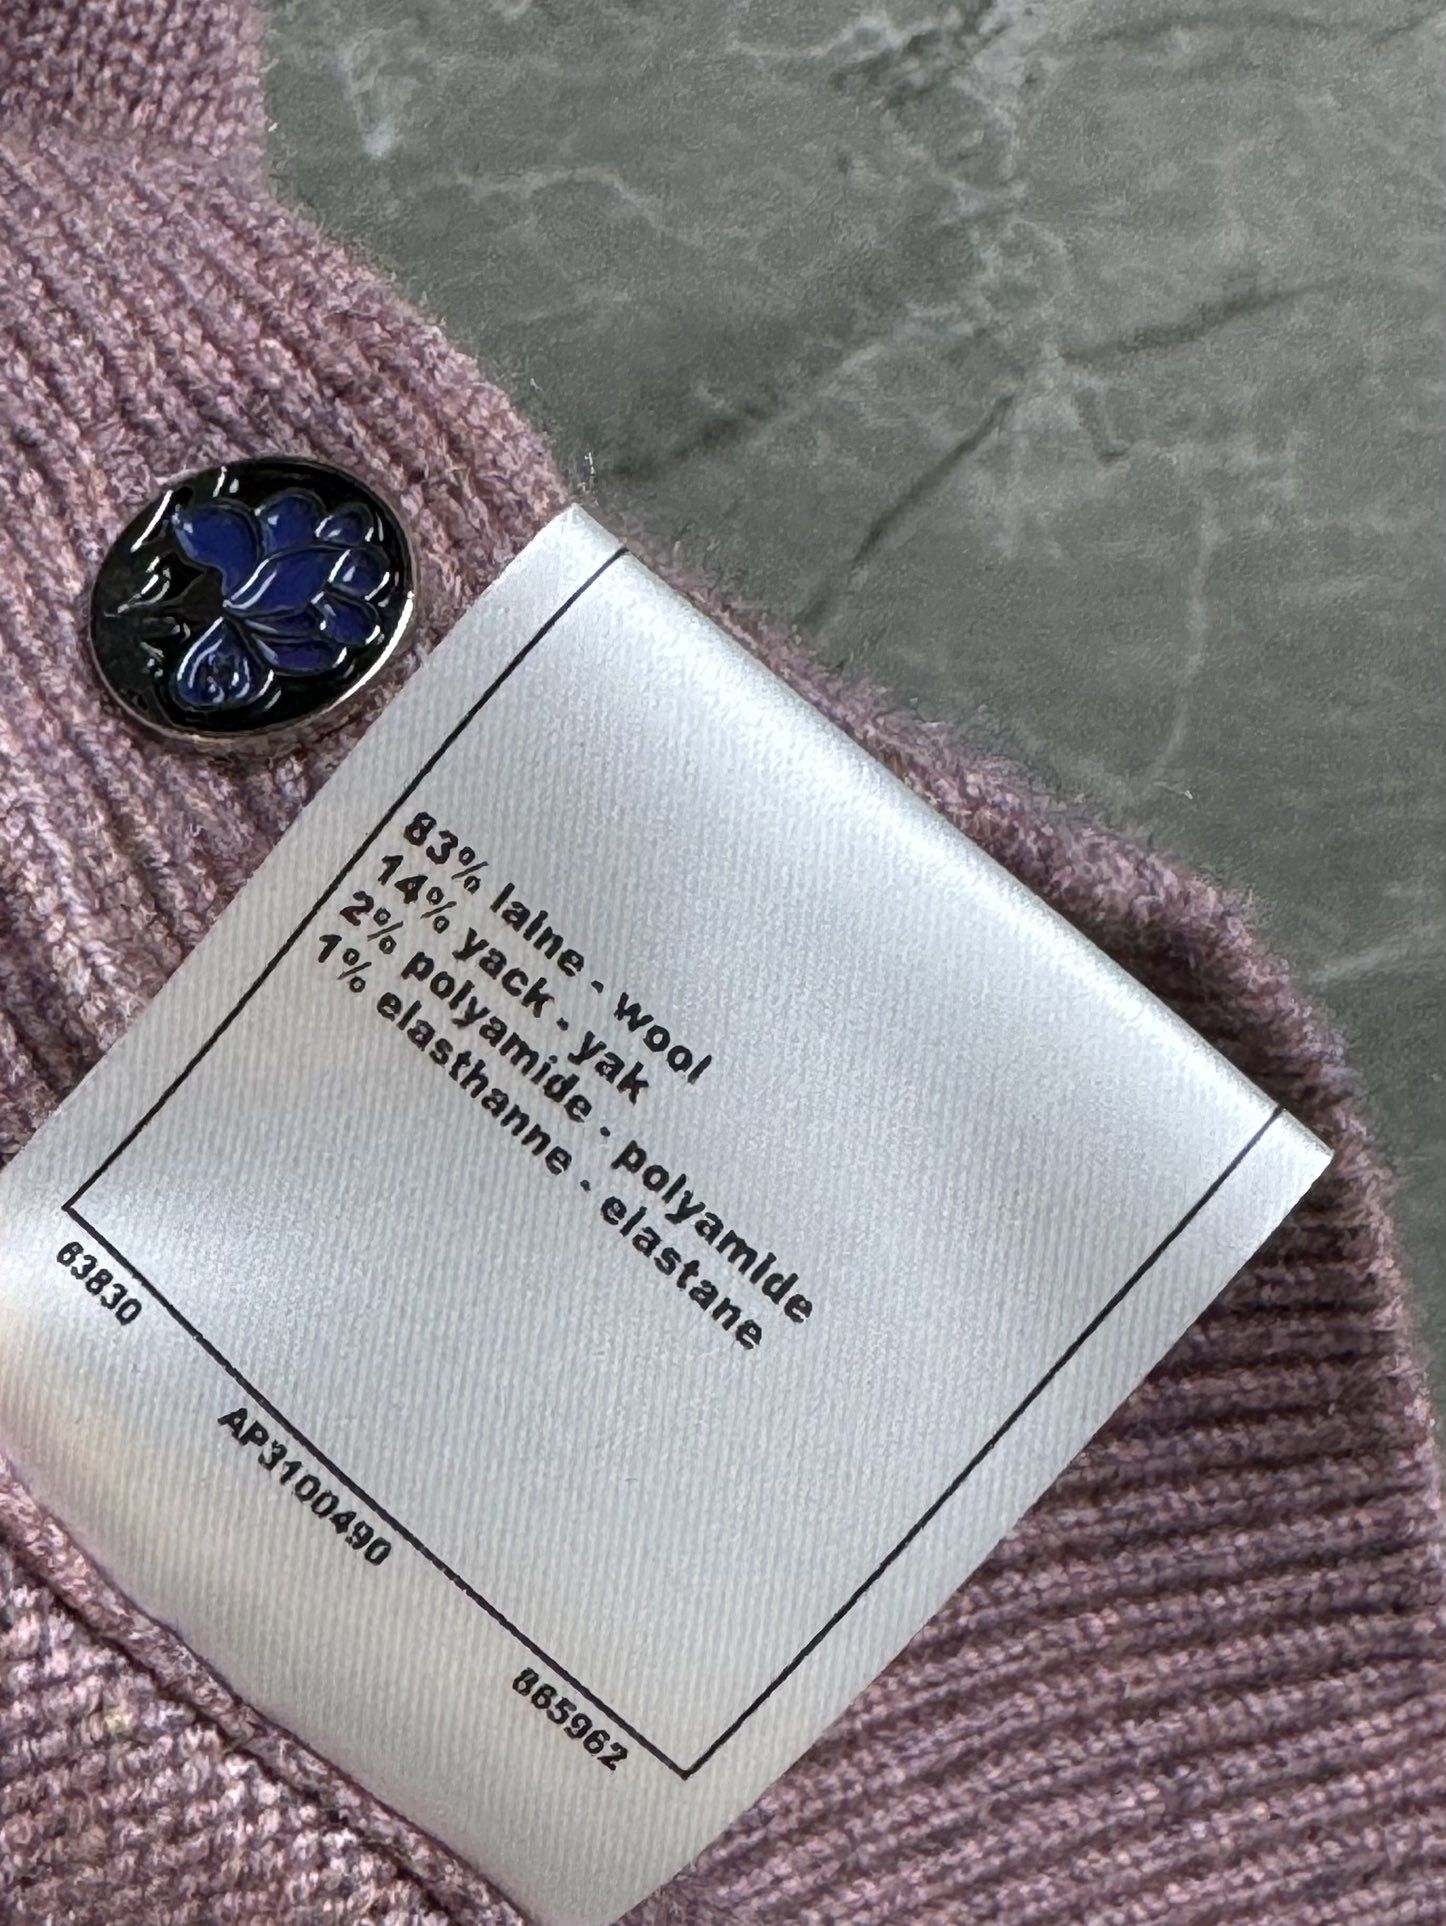 83% laine - wool
14% yack - yak
2% polyamide - polyamide
1% elasthanne - elastane
63830
AP3100490
865962